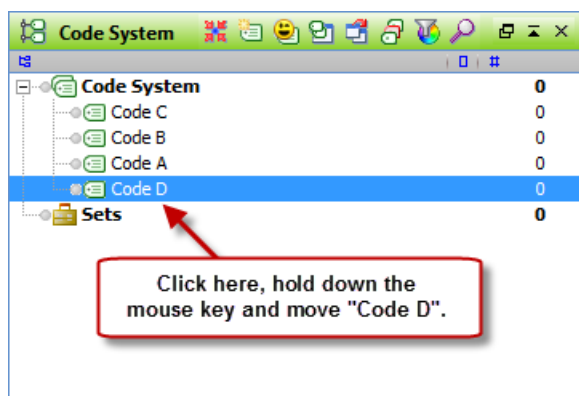 Code System
#
Code System 0
Code C 0
Code B 0
Code A 0
Code D 0
Sets 0
Click here, hold down the
mouse key and move "Code D".